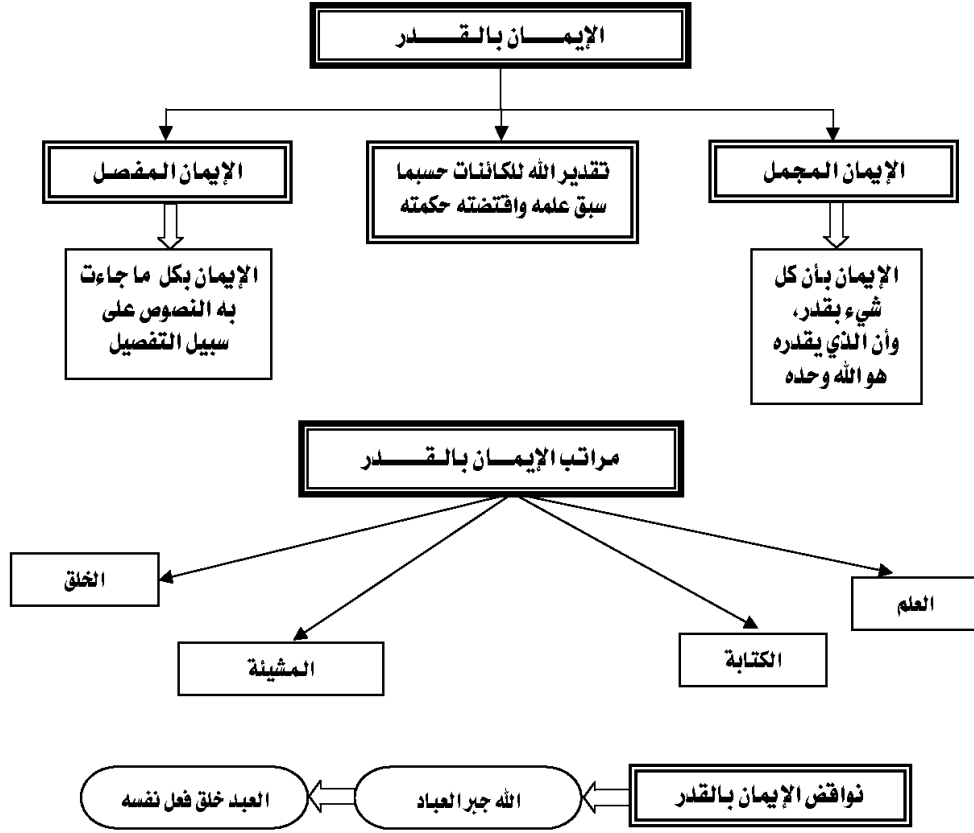 الإيمان بالقدر
الإيمان المجمل
تقدير الله للكائنات حسبما
سبق علمه واقتضته حكمته
الإيمان المفصل
الإيمان بأن كل
شيء بقدر،
وأن الذي يقدره
هو الله وحده
الإيمان بكل ما جاءت
به النصوص على
سبيل التفصيل
مراتب الإيمان بالقدر
العلم
الكتابة
المشيئة
الخلق
نواقض الإيمان بالقدر
الله جبر العباد
العبد خلق فعل نفسه